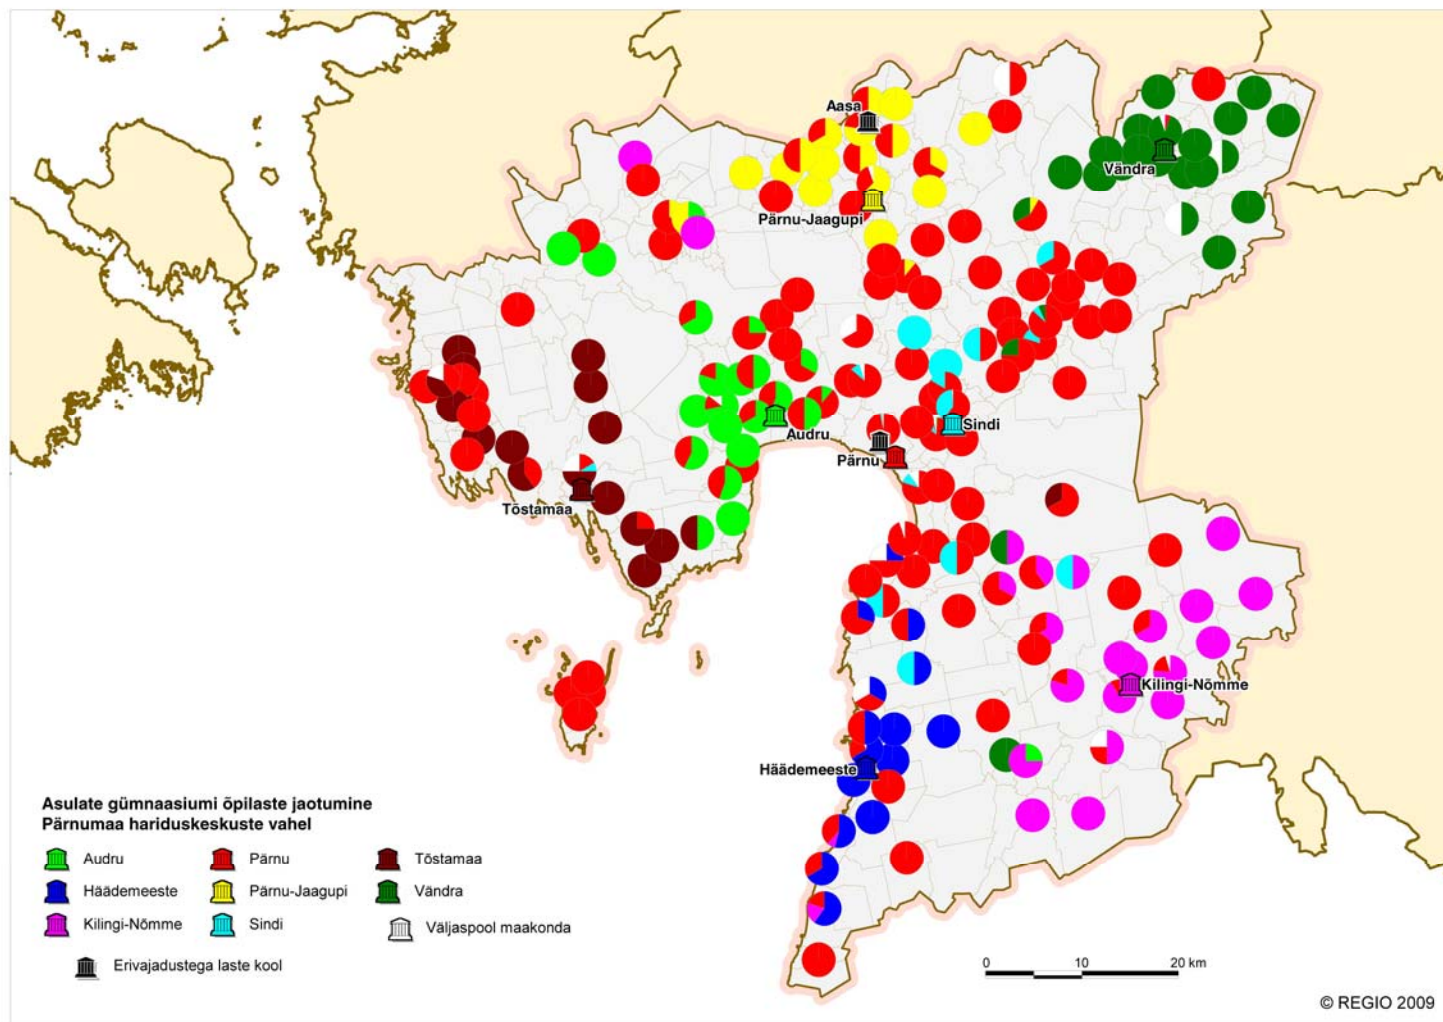 Aasa
Vändra
Pärnu-Jaagupi
Audru
Sindi
Pärnu
Tõstamaa
Kilingi-Nõmme
Häädemeeste
Asulate gümnaasiumi õpilaste jaotumine
Pärnumaa hariduskeskuste vahel
Audru Pärnu Tõstamaa
Häädemeeste Pärnu-Jaagupi Vändra
Kilingi-Nõmme Sindi Väljaspool maakonda
Erivajadustega laste kool
0 10 20 km
© REGIO 2009